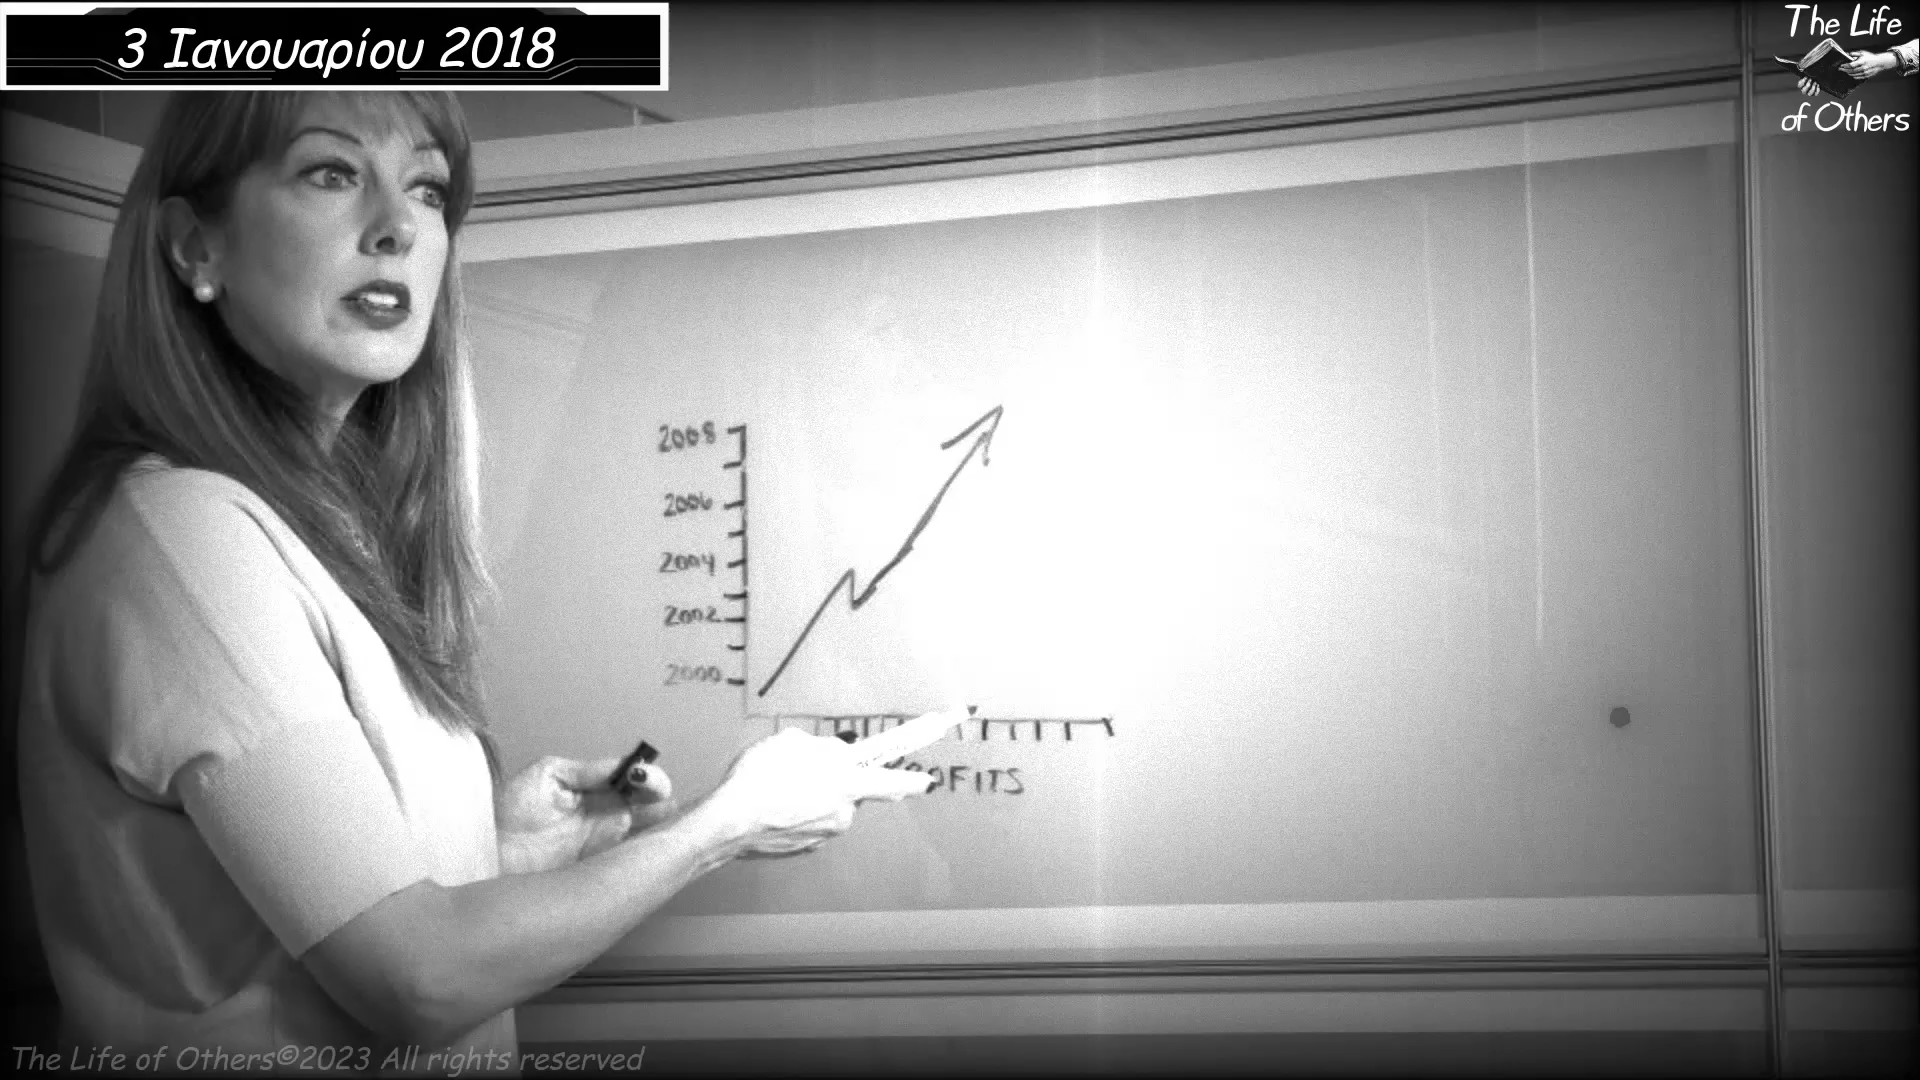 3 Ιανουαρίου 2018
The Life
of Others
2008
2006
2004
2002
2000
The Life of Others©2023 All rights reserved